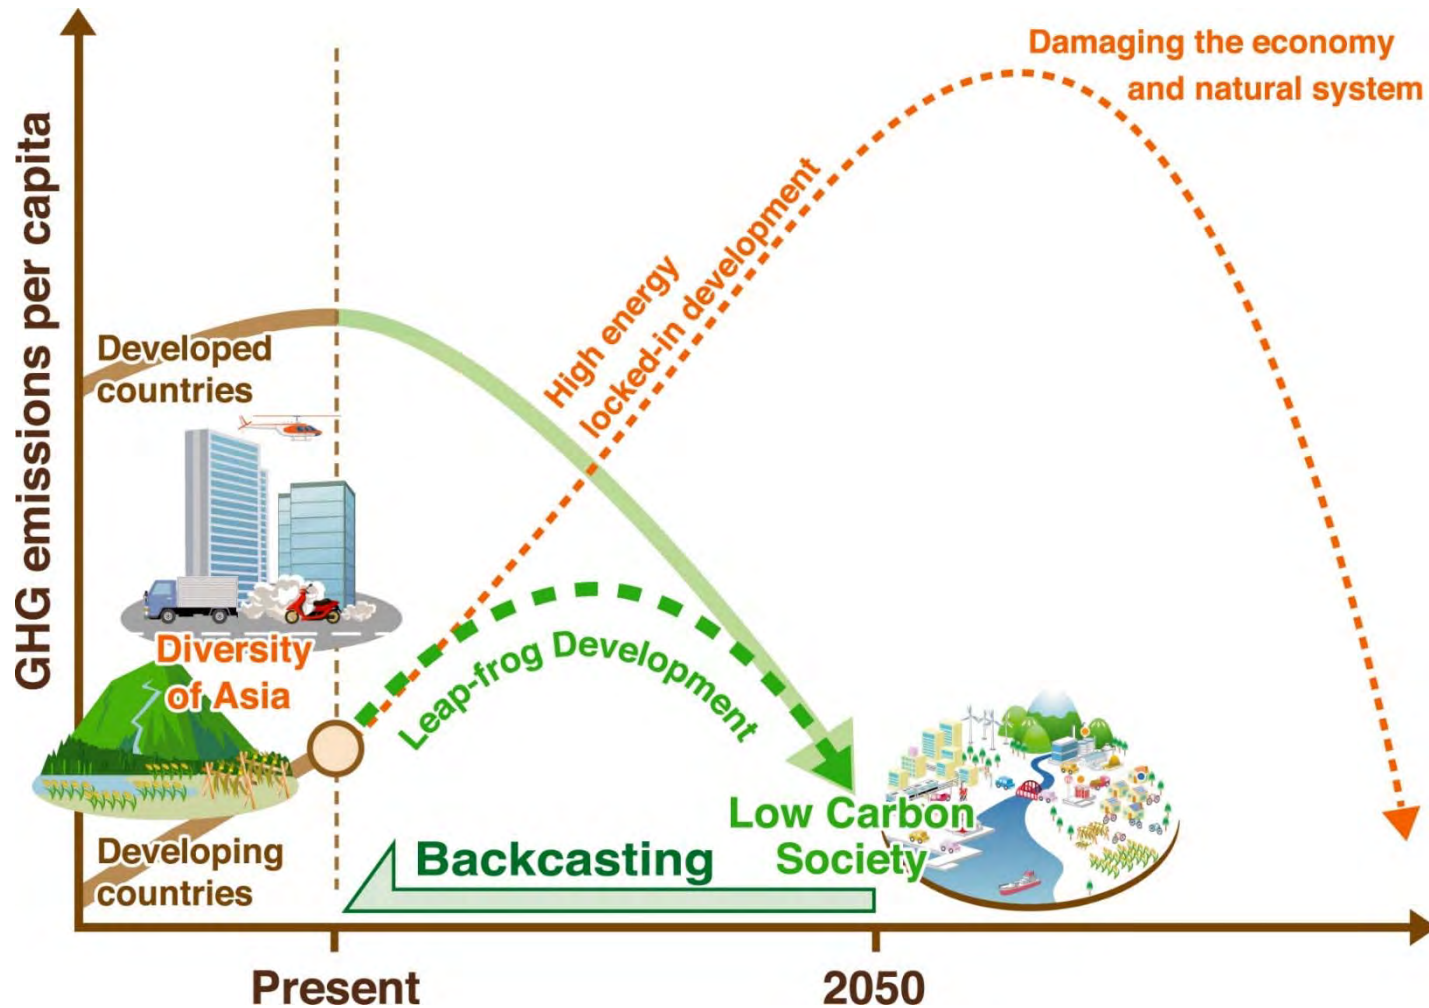 GHG emissions per capita
Damaging the economy
and natural system
High energy
locked-in development
Developed
countries
Diversity
of Asia
Leap-frog Development
Developing
countries
Low Carbon
Society
Backcasting
Present
2050